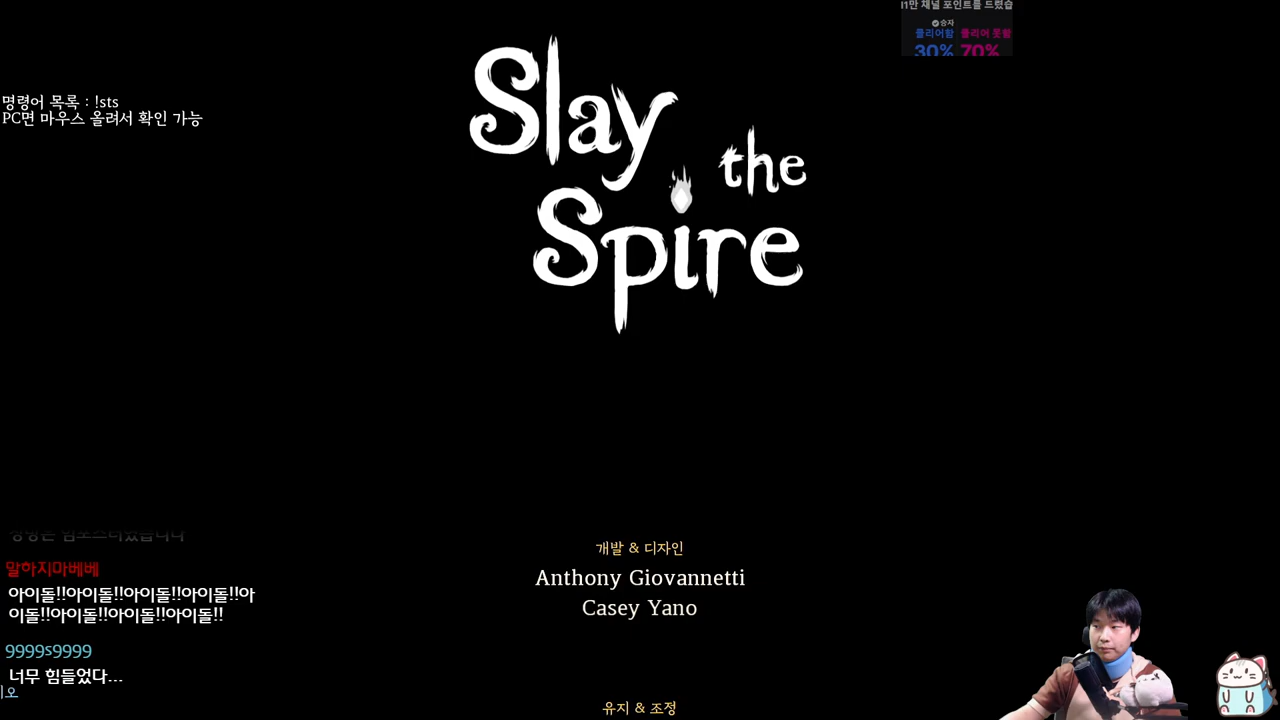 11만 채널 포인트를 드렸습
승자
클리어함 클리어 못함
30% 70%
Slay
the
Spire
명령어 목록 : !sts
PC면 마우스 올려서 확인 가능
개발 & 디자인
Anthony Giovannetti
Casey Yano
유지 & 조정
말하지마베베
아이돌!!아이돌!!아이돌!!아이돌!!아
이돌!!아이돌!!아이돌!!아이돌!!
9999s9999
너무 힘들었다...